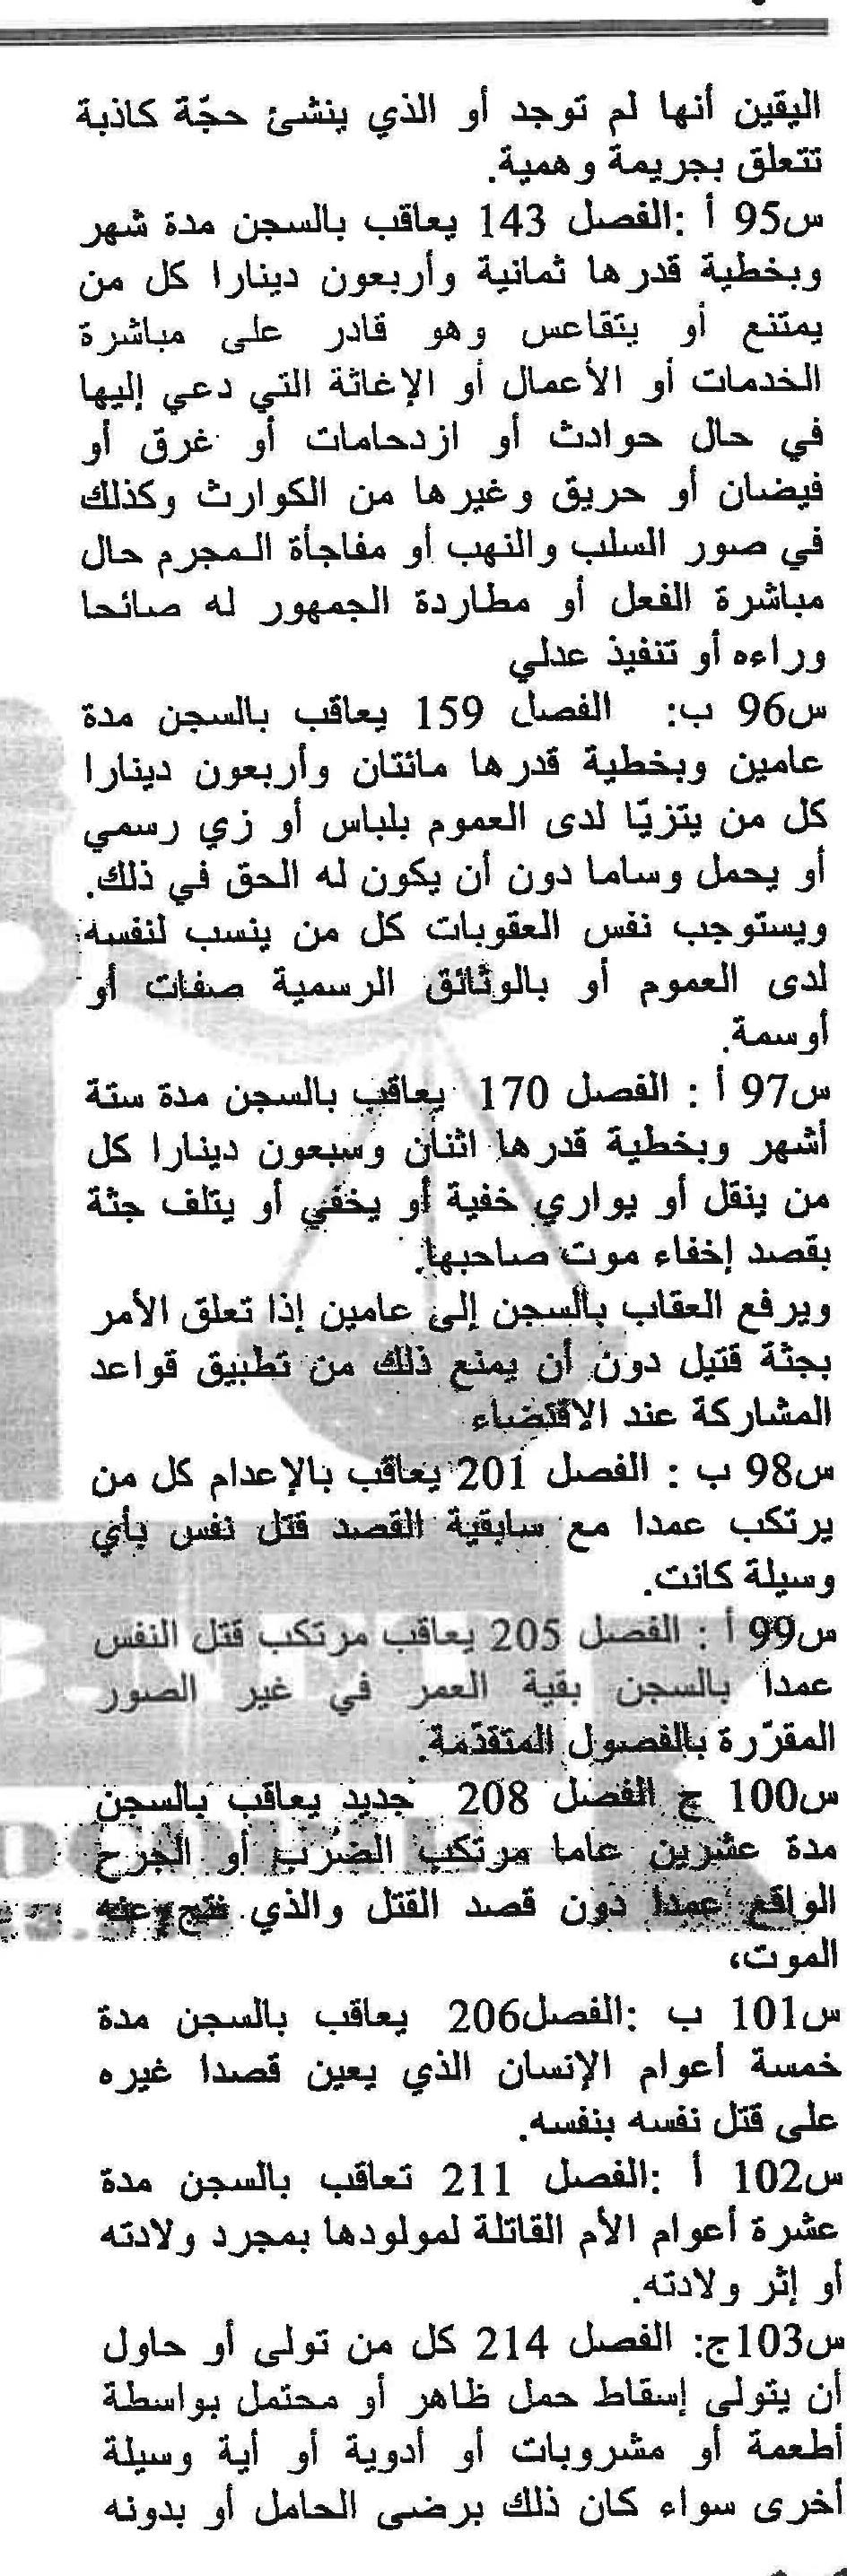 اليقين أنها لم توجد أو الذي ينشئ حجّة كاذبة
تتعلق بجريمة وهمية.
س95 أ :الفصل 143 يعاقب بالسجن مدة شهر
وبخطية قدرها ثمانية وأربعون دينارا كل من
يمتنع أو يتقاعس وهو قادر على مباشرة
الخدمات أو الأعمال أو الإغاثة التي دعي إليها
في حال حوادث أو ازدحامات أو غرق أو
فيضان أو حريق وغيرها من الكوارث وكذلك
في صور السلب والنهب أو مفاجأة المجرم حال
مباشرة الفعل أو مطاردة الجمهور له صائحا
وراءه أو تنفيذ عدلي
س96 ب: الفصل 159 يعاقب بالسجن مدة
عامين وبخطية قدرها مائتان وأربعون دينارا
كل من يتزيّا لدى العموم بلباس أو زي رسمي
أو يحمل وساما دون أن يكون له الحق في ذلك.
ويستوجب نفس العقوبات كل من ينسب لنفسه
لدى العموم أو بالوثائق الرسمية صفات أو
أوسمة.
س97 أ : الفصل 170 يعاقب بالسجن مدة ستة
أشهر وبخطية قدرها اثنان وسبعون دينارا كل
من ينقل أو يواري خفية أو يخفي أو يتلف جثة
بقصد إخفاء موت صاحبها.
ويرفع العقاب بالسجن إلى عامين إذا تعلق الأمر
بجثة قتيل دون أن يمنع ذلك من تطبيق قواعد
المشاركة عند الاقتضاء
س98 ب : الفصل 201 يعاقب بالإعدام كل من
يرتكب عمدا مع سابقية القصد قتل نفس بأي
وسيلة كانت.
س99 أ : الفصل 205 يعاقب مرتكب قتل النفس
عمدا بالسجن بقية العمر في غير الصور
المقرّرة بالفصول المتقدّمة.
س100 ج الفصل 208 جديد يعاقب بالسجن
مدة عشرين عاما مرتكب الضرب أو الجرح
الواقع عمدا دون قصد القتل والذي نتج عنه
الموت،
س101 ب :الفصل206 يعاقب بالسجن مدة
خمسة أعوام الإنسان الذي يعين قصدا غيره
على قتل نفسه بنفسه.
س102 أ :الفصل 211 تعاقب بالسجن مدة
عشرة أعوام الأم القاتلة لمولودها بمجرد ولادته
أو إثر ولادته.
س103ج: الفصل 214 كل من تولى أو حاول
أن يتولى إسقاط حمل ظاهر أو محتمل بواسطة
أطعمة أو مشروبات أو أدوية أو أية وسيلة
أخرى سواء كان ذلك برضى الحامل أو بدونه